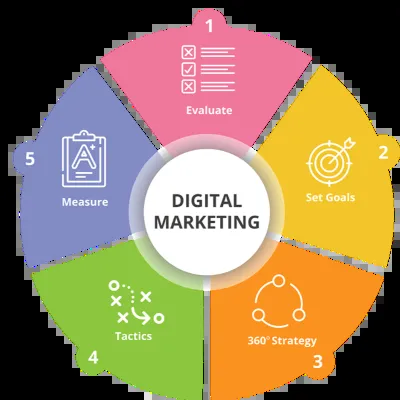 1
Evaluate
2
Set Goals
3
360° Strategy
4
Tactics
5
A+
Measure
DIGITAL
MARKETING